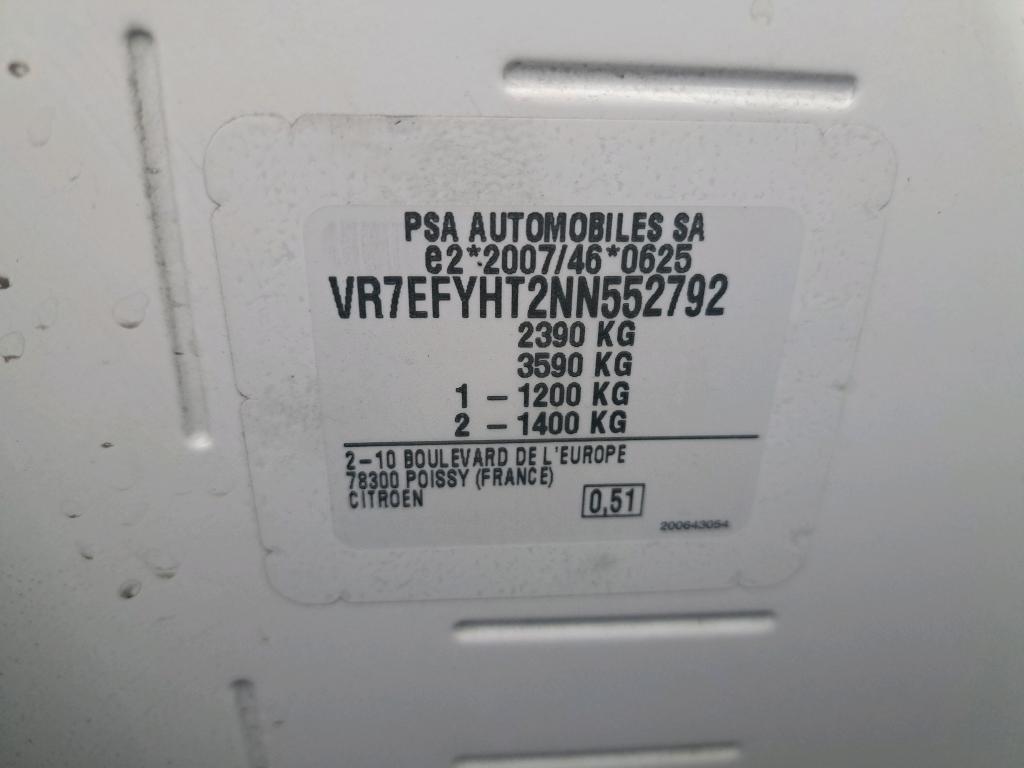 PSA AUTOMOBILES SA
e2*2007/46*0625
VR7EFYHT2NN552792
2390 KG
3590 KG
1 – 1200 KG
2 – 1400 KG
2–10 BOULEVARD DE L'EUROPE
78300 POISSY (FRANCE)
CITROEN
0,51
200643054